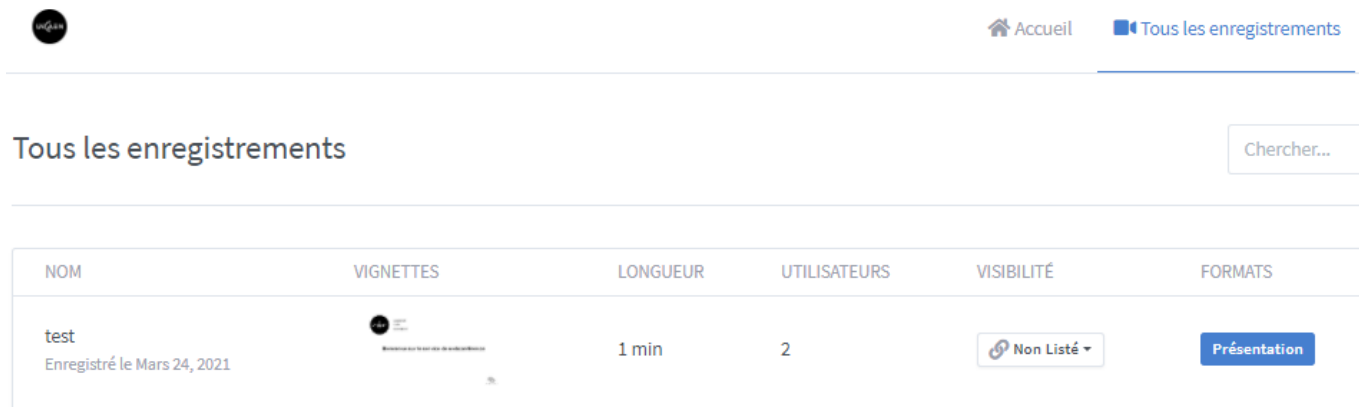 Accueil
Tous les enregistrements
Tous les enregistrements
Chercher...
NOM VIGNETTES LONGUEUR UTILISATEURS VISIBILITÉ FORMATS
test
Enregistré le Mars 24, 2021
1 min 2 Non Listé Présentation